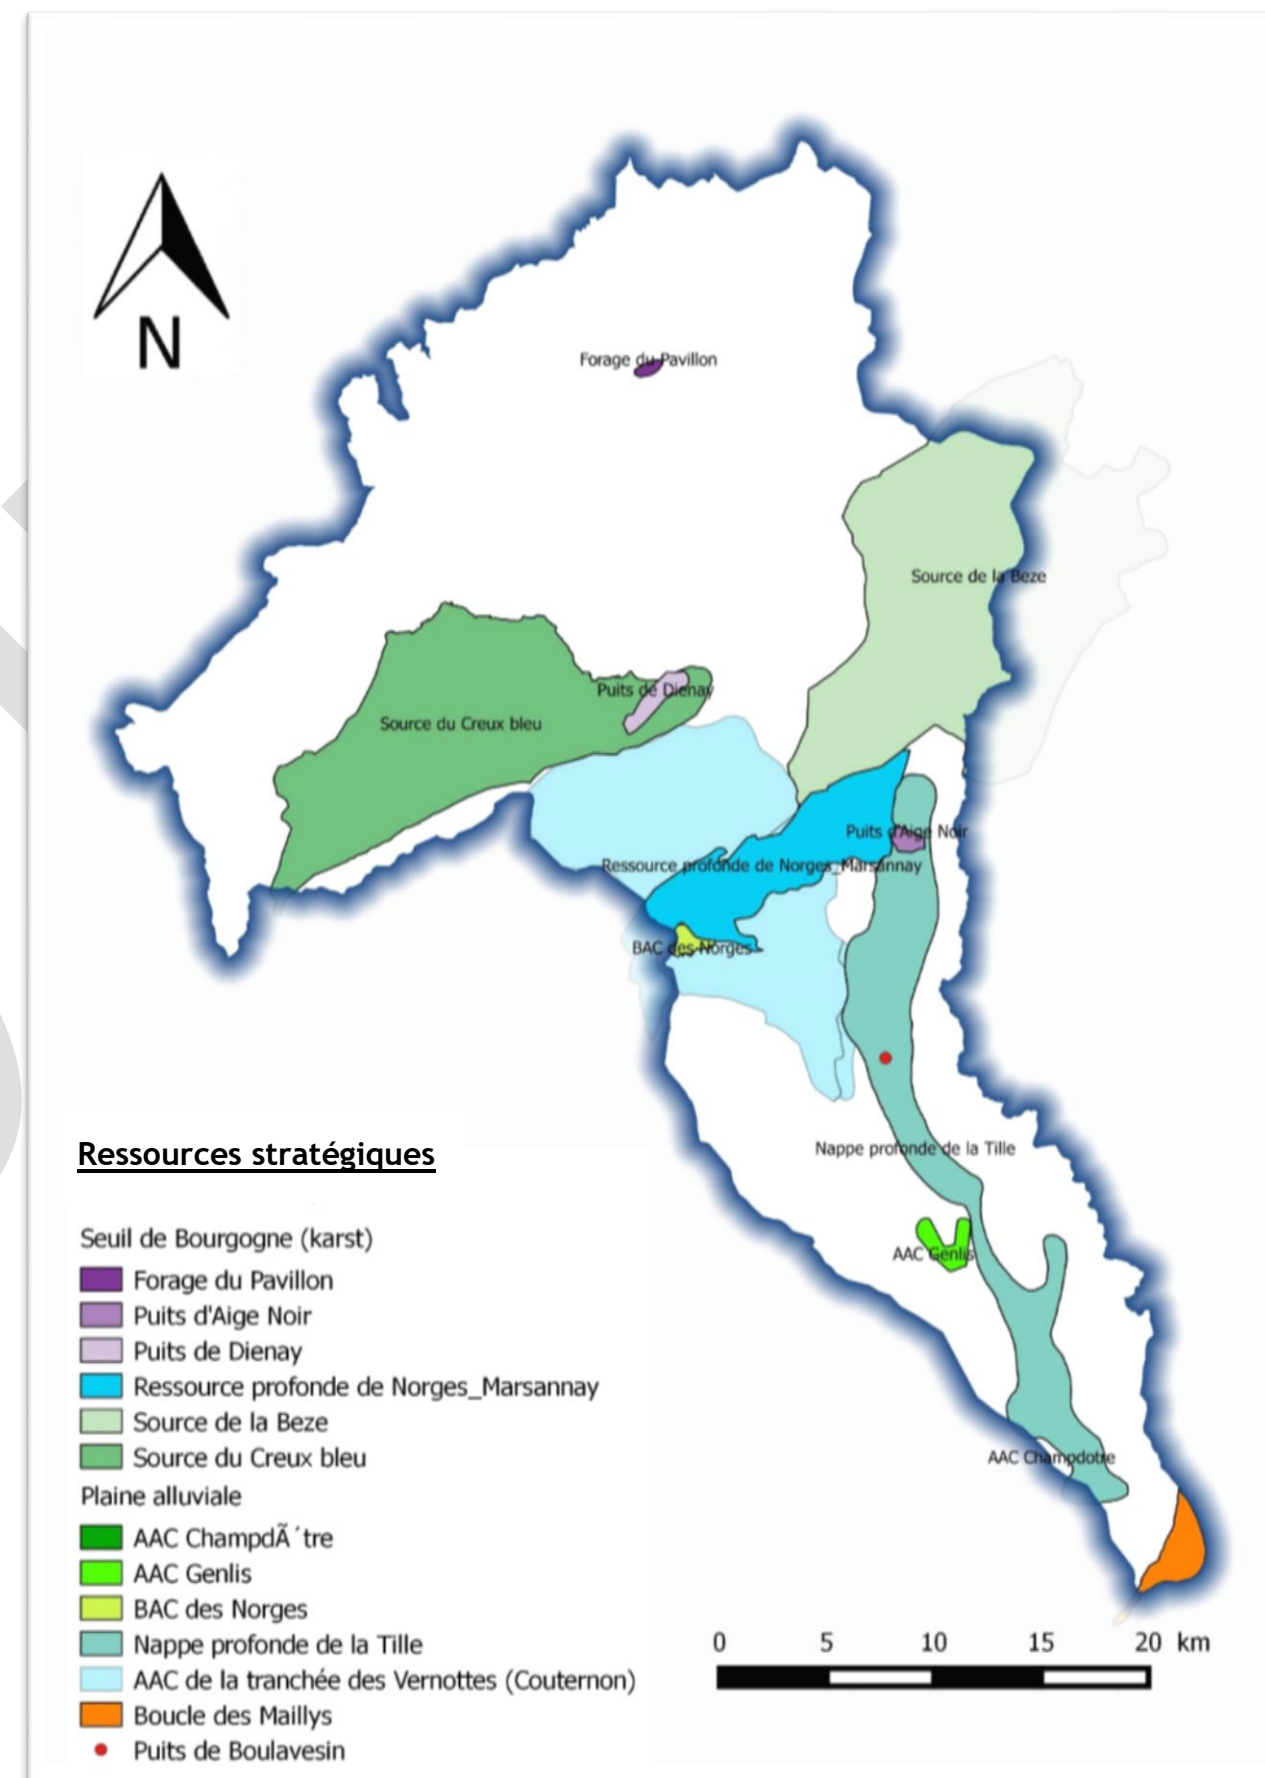 N
Forage du Pavillon
Source de la Beze
Puits de Dienay
Source du Creux bleu
Puits d'Aige Noir
Ressource profonde de Norges_Marsannay
BAC des Norges
Nappe profonde de la Tille
AAC Genlis
AAC Champdotre
Ressources stratégiques
Seuil de Bourgogne (karst)
Forage du Pavillon
Puits d'Aige Noir
Puits de Dienay
Ressource profonde de Norges_Marsannay
Source de la Beze
Source du Creux bleu
Plaine alluviale
AAC ChampdÃ´tre
AAC Genlis
BAC des Norges
Nappe profonde de la Tille
AAC de la tranchée des Vernottes (Couternon)
Boucle des Maillys
Puits de Boulavesin
0 5 10 15 20 km